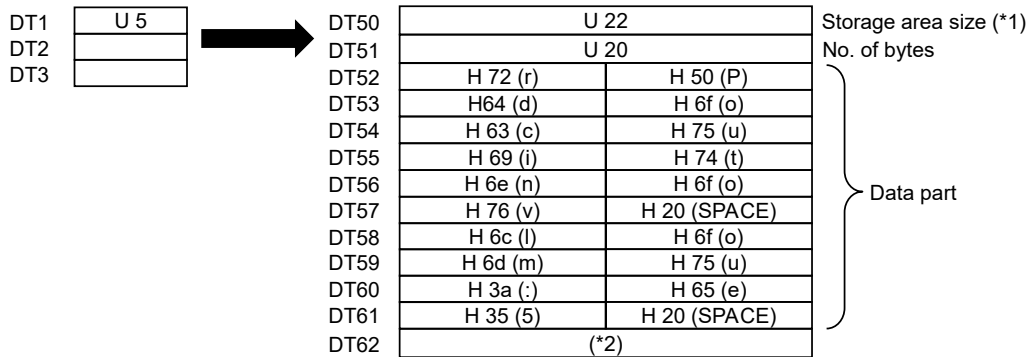 DT1 U 5 DT50 U 22 Storage area size (*1)
DT2 DT51 U 20 No. of bytes
DT3 DT52 H 72 (r) H 50 (P)
DT53 H64 (d) H 6f (o)
DT54 H 63 (c) H 75 (u)
DT55 H 69 (i) H 74 (t)
DT56 H 6e (n) H 6f (o)
DT57 H 76 (v) H 20 (SPACE) Data part
DT58 H 6c (l) H 6f (o)
DT59 H 6d (m) H 75 (u)
DT60 H 3a (:) H 65 (e)
DT61 H 35 (5) H 20 (SPACE)
DT62 (*2)